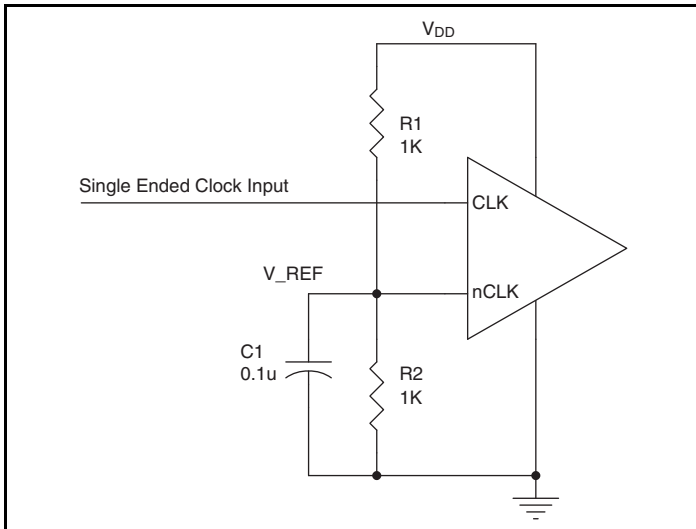 VDD
R1
1K
Single Ended Clock Input
CLK
V_REF
nCLK
C1
0.1u
R2
1K